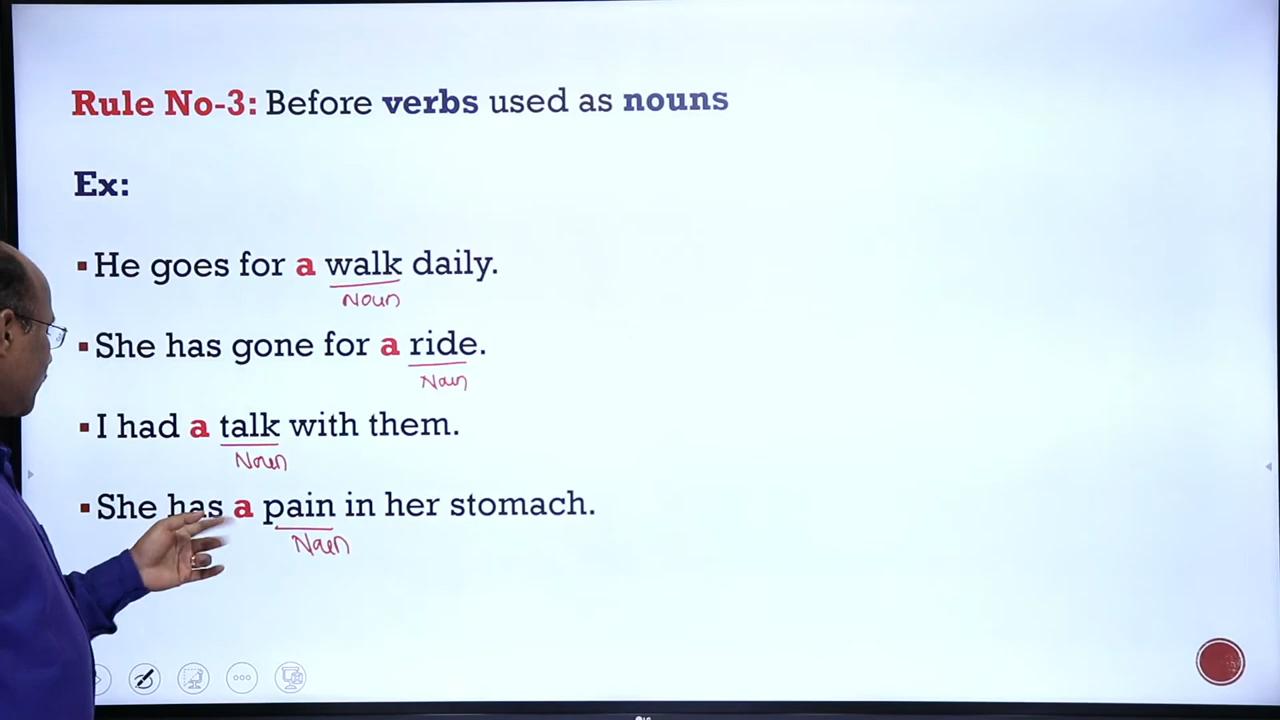 Rule No-3: Before verbs used as nouns
Ex:
▪ He goes for a walk daily.
Noun
▪ She has gone for a ride.
Noun
▪ I had a talk with them.
Noun
▪ She has a pain in her stomach.
Noun
LG